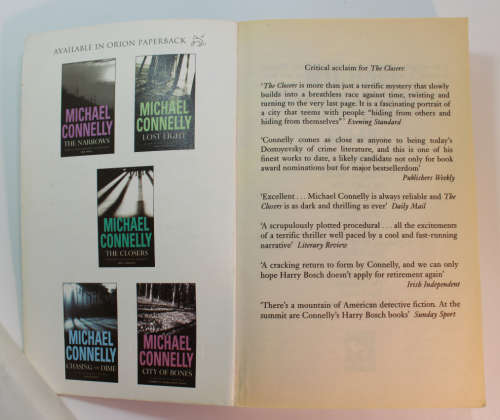 AVAILABLE IN ORION PAPERBACK
MICHAEL
CONNELLY
THE NARROWS
MICHAEL
CONNELLY
LOST LIGHT
MICHAEL
CONNELLY
THE CLOSERS
MICHAEL
CONNELLY
CHASING THE DIME
MICHAEL
CONNELLY
CITY OF BONES
Critical acclaim for The Closers:
'The Closers is more than just a terrific mystery that slowly
builds into a breathless race against time, twisting and
turning to the very last page. It is a fascinating portrait of
a city that teems with people "hiding from others and
hiding from themselves"' Evening Standard
'Connelly comes as close as anyone to being today's
Dostoyevsky of crime literature, and this is one of his
finest works to date, a likely candidate not only for book
award nominations but for major bestsellerdom'
Publishers Weekly
'Excellent . . . Michael Connelly is always reliable and The
Closers is as dark and thrilling as ever' Daily Mail
'A scrupulously plotted procedural . . . all the excitements
of a terrific thriller well paced by a cool and fast-running
narrative' Literary Review
'A cracking return to form by Connelly, and we can only
hope Harry Bosch doesn't apply for retirement again'
Irish Independent
'There's a mountain of American detective fiction. At the
summit are Connelly's Harry Bosch books' Sunday Sport